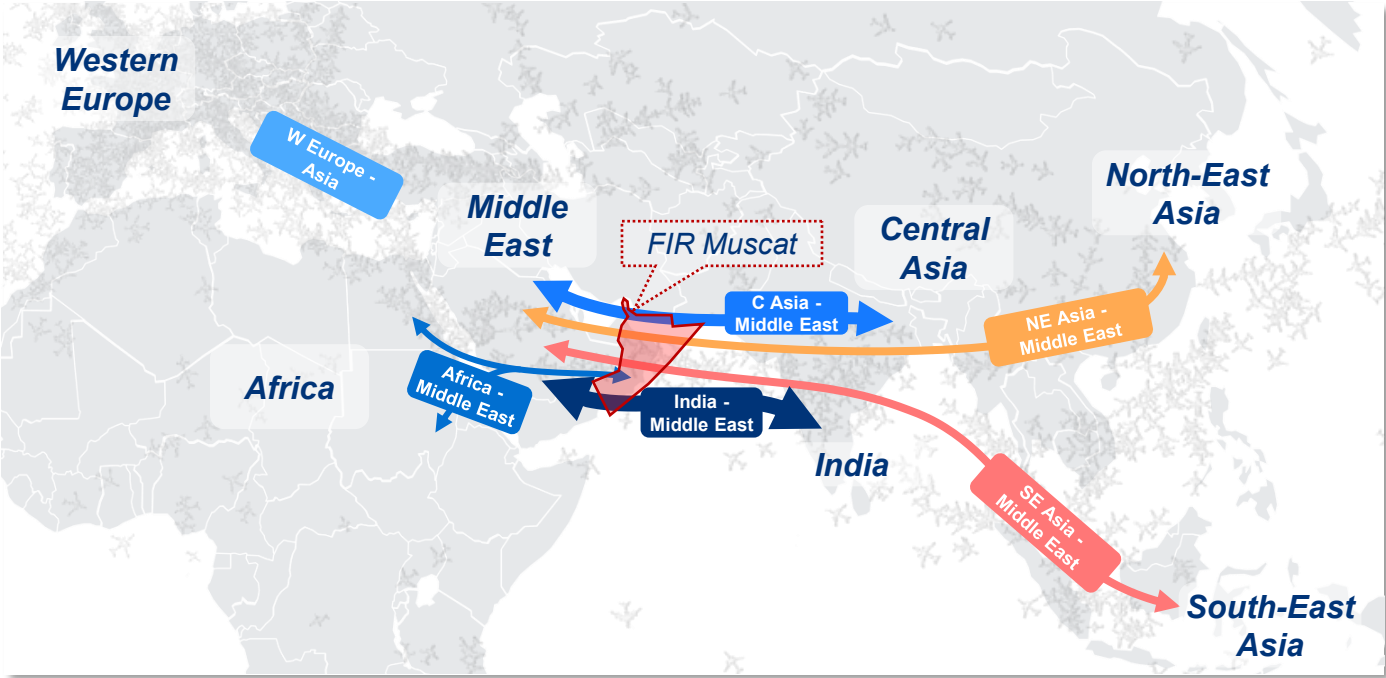 Western
Europe
W Europe -
Asia
Middle
East
FIR Muscat
Central
Asia
North-East
Asia
C Asia -
Middle East
NE Asia -
Middle East
Africa
Africa -
Middle East
India -
Middle East
India
SE Asia -
Middle East
South-East
Asia